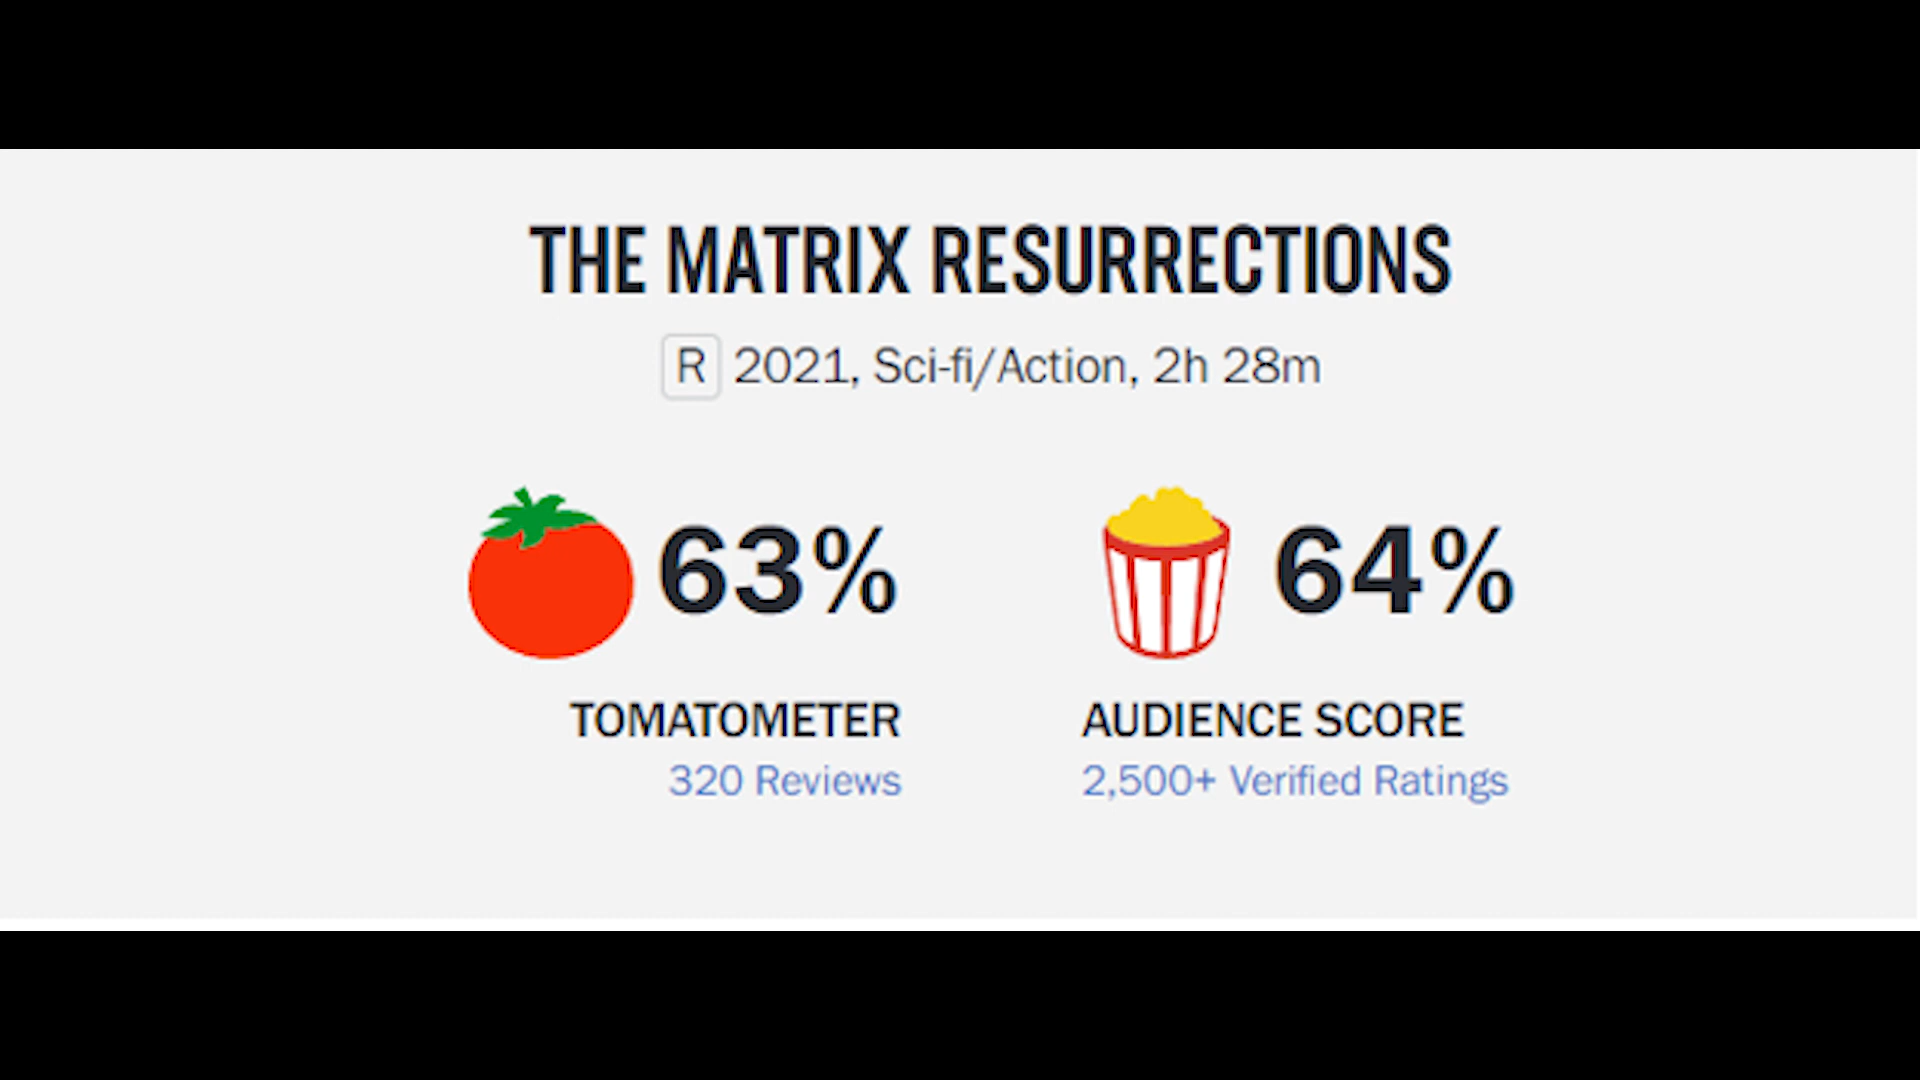 THE MATRIX RESURRECTIONS
R 2021, Sci-fi/Action, 2h 28m
63%
TOMATOMETER
320 Reviews
64%
AUDIENCE SCORE
2,500+ Verified Ratings